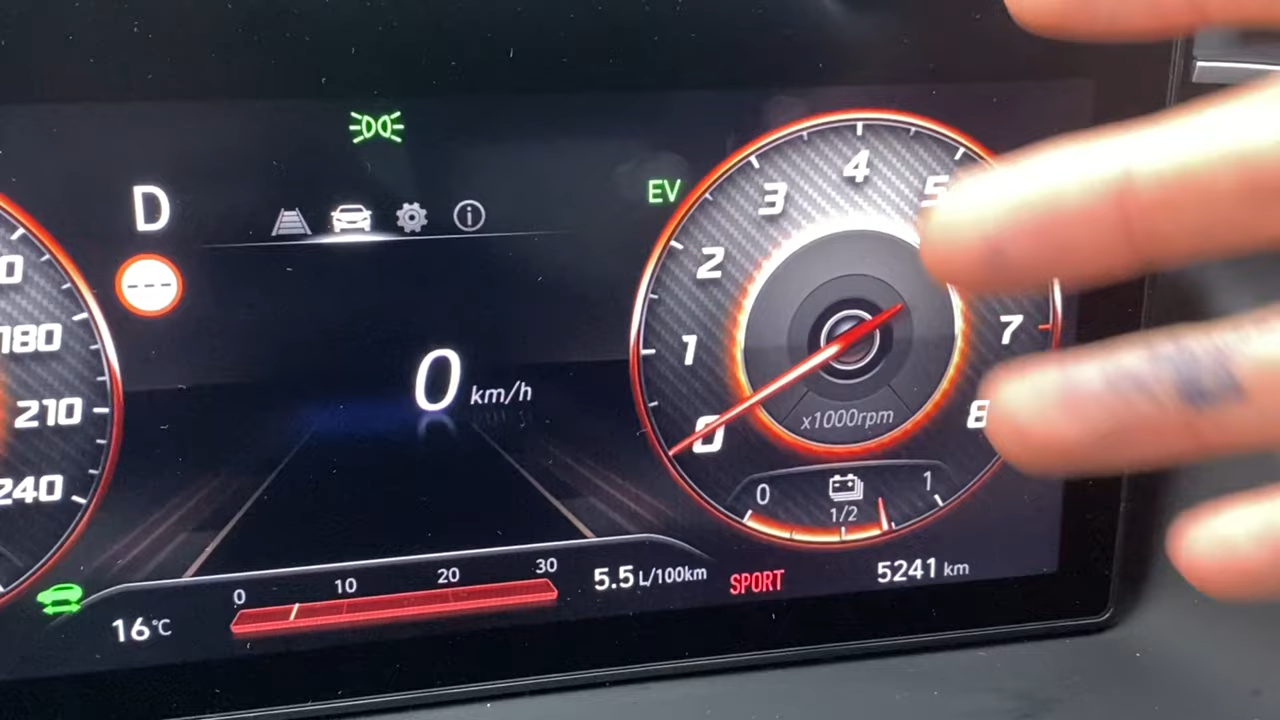 D
EV
180
210
240
0 km/h
0
1
2
3
4
5
7
8
x1000rpm
0 1/2 1
0 10 20 30
16°C
5.5 L/100km
SPORT
5241 km